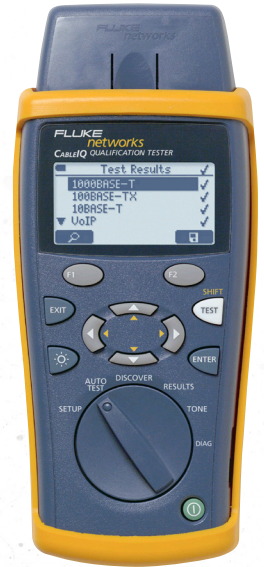 FLUKE
networks
FLUKE
networks
CABLEIQ QUALIFICATION TESTER
Test Results
1000BASE-T
100BASE-TX
10BASE-T
VoIP
F1
F2
SHIFT
EXIT
TEST
ENTER
AUTO TEST
DISCOVER
RESULTS
SETUP
TONE
DIAG